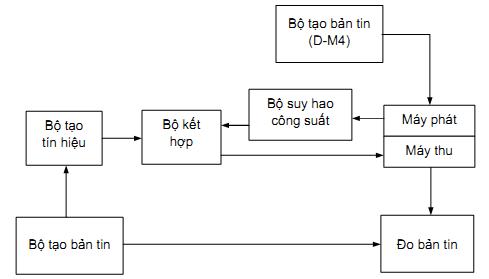 Bộ tạo bản tin
(D-M4)
Bộ suy hao
công suất
Máy phát
Bộ tạo
tín hiệu
Bộ kết
hợp
Máy thu
Bộ tạo bản tin
Đo bản tin